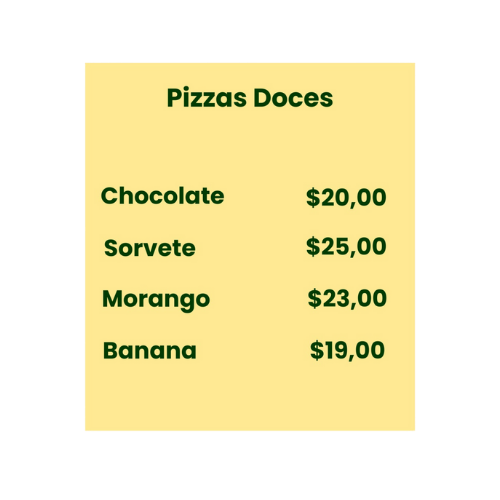 Pizzas Doces
Chocolate $20,00
Sorvete $25,00
Morango $23,00
Banana $19,00